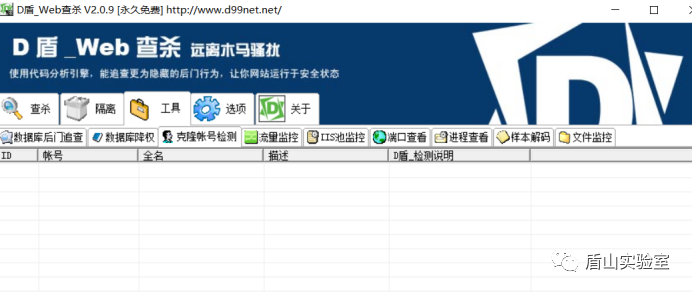 D盾_Web查杀 V2.0.9 [永久免费] http://www.d99net.net/
D 盾 _Web 查杀 远离木马骚扰
使用代码分析引擎，能追查更为隐藏的后门行为，让你网站运行于安全状态
查杀 隔离 工具 选项 关于
数据库后门追查 数据库降权 克隆帐号检测 流量监控 IIS池监控 端口查看 进程查看 样本解码 文件监控
ID 帐号 全名 描述 D盾_检测说明
盾山实验室